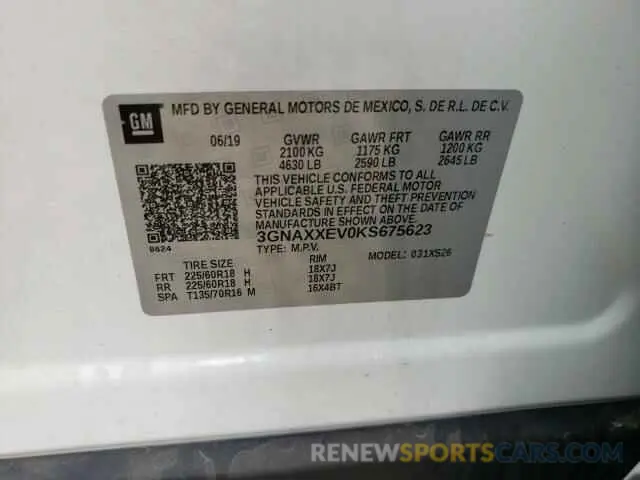 GM
MFD BY GENERAL MOTORS DE MEXICO, S. DE R.L. DE C.V.
06/19 GVWR GAWR FRT GAWR RR
2100 KG 1175 KG 1200 KG
4630 LB 2590 LB 2645 LB
THIS VEHICLE CONFORMS TO ALL
APPLICABLE U.S. FEDERAL MOTOR
VEHICLE SAFETY, BUMPER, AND THEFT PREVENTION
STANDARDS IN EFFECT ON THE DATE OF
MANUFACTURE SHOWN ABOVE.
3GNAXXEV0KS675623
TYPE: M.P.V. MODEL: 031XS26
0624
TIRE SIZE RIM
FRT 225/60R18 H 18X7J
RR 225/60R18 H 18X7J
SPA T135/70R16 M 16X4BT
RENEWSYOURCAR.COM